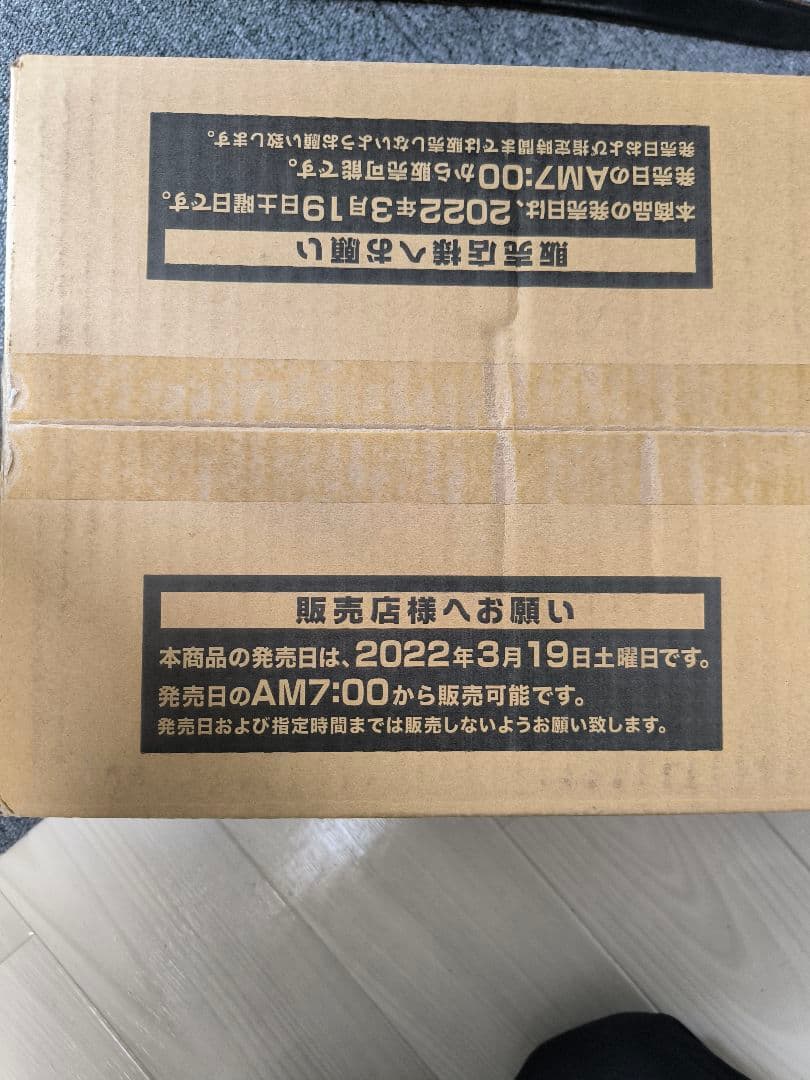 本商品の発売日は、2022年3月19日土曜日です。
発売日のAM7:00から販売可能です。
発売日および指定時間までは販売しないようお願い致します。
販売店様へお願い
販売店様へお願い
本商品の発売日は、2022年3月19日土曜日です。
発売日のAM7:00から販売可能です。
発売日および指定時間までは販売しないようお願い致します。